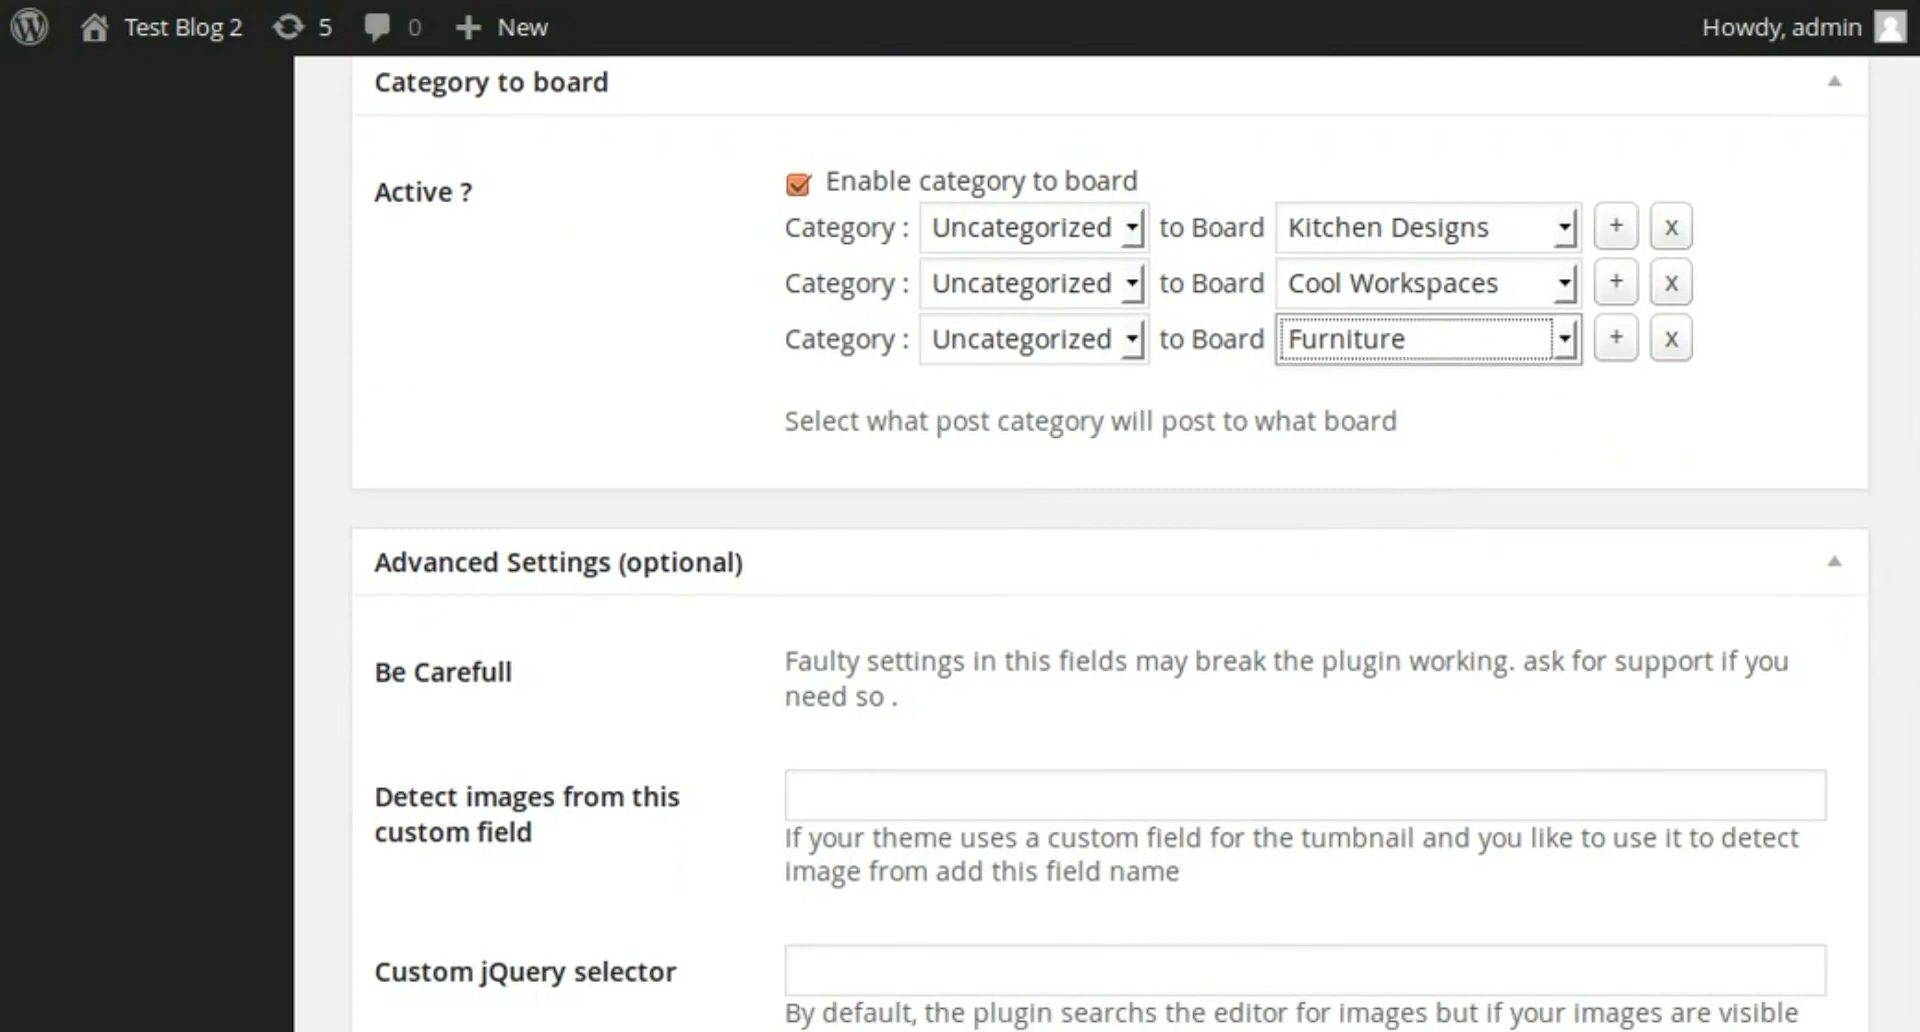 Test Blog 2 5 0 New Howdy, admin
Category to board
Active ?
Enable category to board
Category : Uncategorized to Board Kitchen Designs + x
Category : Uncategorized to Board Cool Workspaces + x
Category : Uncategorized to Board Furniture + x
Select what post category will post to what board
Advanced Settings (optional)
Be Carefull
Faulty settings in this fields may break the plugin working. ask for support if you
need so .
Detect images from this
custom field
If your theme uses a custom field for the tumbnail and you like to use it to detect
image from add this field name
Custom jQuery selector
By default, the plugin searchs the editor for images but if your images are visible